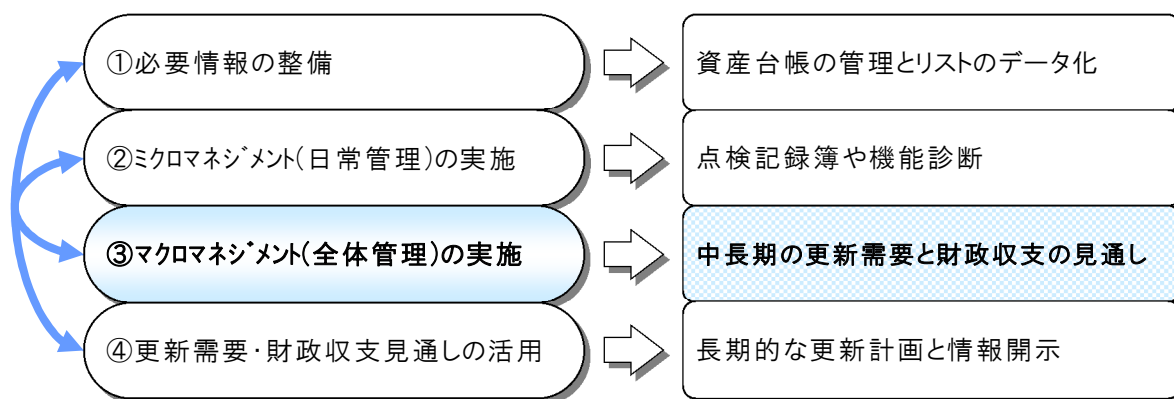 ①必要情報の整備
資産台帳の管理とリストのデータ化
②ミクロマネジメント(日常管理)の実施
点検記録簿や機能診断
③マクロマネジメント(全体管理)の実施
中長期の更新需要と財政収支の見通し
④更新需要・財政収支見通しの活用
長期的な更新計画と情報開示